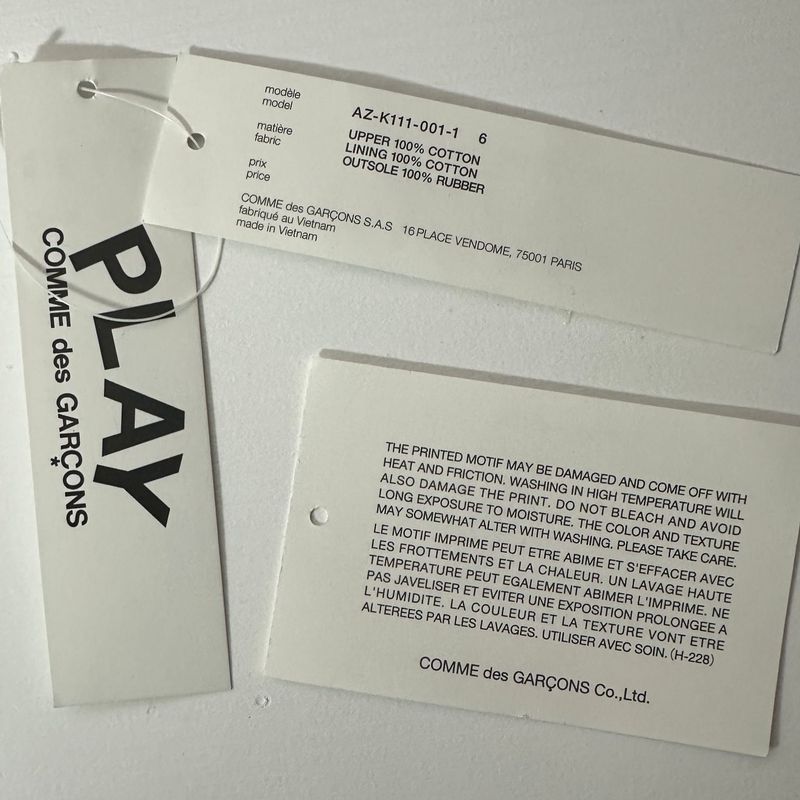 PLAY
COMME des GARÇONS
*
modèle
model
AZ-K111-001-1 6
matière
fabric
UPPER 100% COTTON
LINING 100% COTTON
OUTSOLE 100% RUBBER
prix
price
COMME des GARÇONS S.A.S 16 PLACE VENDOME, 75001 PARIS
fabriqué au Vietnam
made in Vietnam
THE PRINTED MOTIF MAY BE DAMAGED AND COME OFF WITH
HEAT AND FRICTION. WASHING IN HIGH TEMPERATURE WILL
ALSO DAMAGE THE PRINT. DO NOT BLEACH AND AVOID
LONG EXPOSURE TO MOISTURE. THE COLOR AND TEXTURE
MAY SOMEWHAT ALTER WITH WASHING. PLEASE TAKE CARE.
LE MOTIF IMPRIME PEUT ETRE ABIME ET S'EFFACER AVEC
LES FROTTEMENTS ET LA CHALEUR. UN LAVAGE HAUTE
TEMPERATURE PEUT EGALEMENT ABIMER L'IMPRIME. NE
PAS JAVELISER ET EVITER UNE EXPOSITION PROLONGEE A
L'HUMIDITE. LA COULEUR ET LA TEXTURE VONT ETRE
ALTEREES PAR LES LAVAGES. UTILISER AVEC SOIN. (H-228)
COMME des GARÇONS Co.,Ltd.